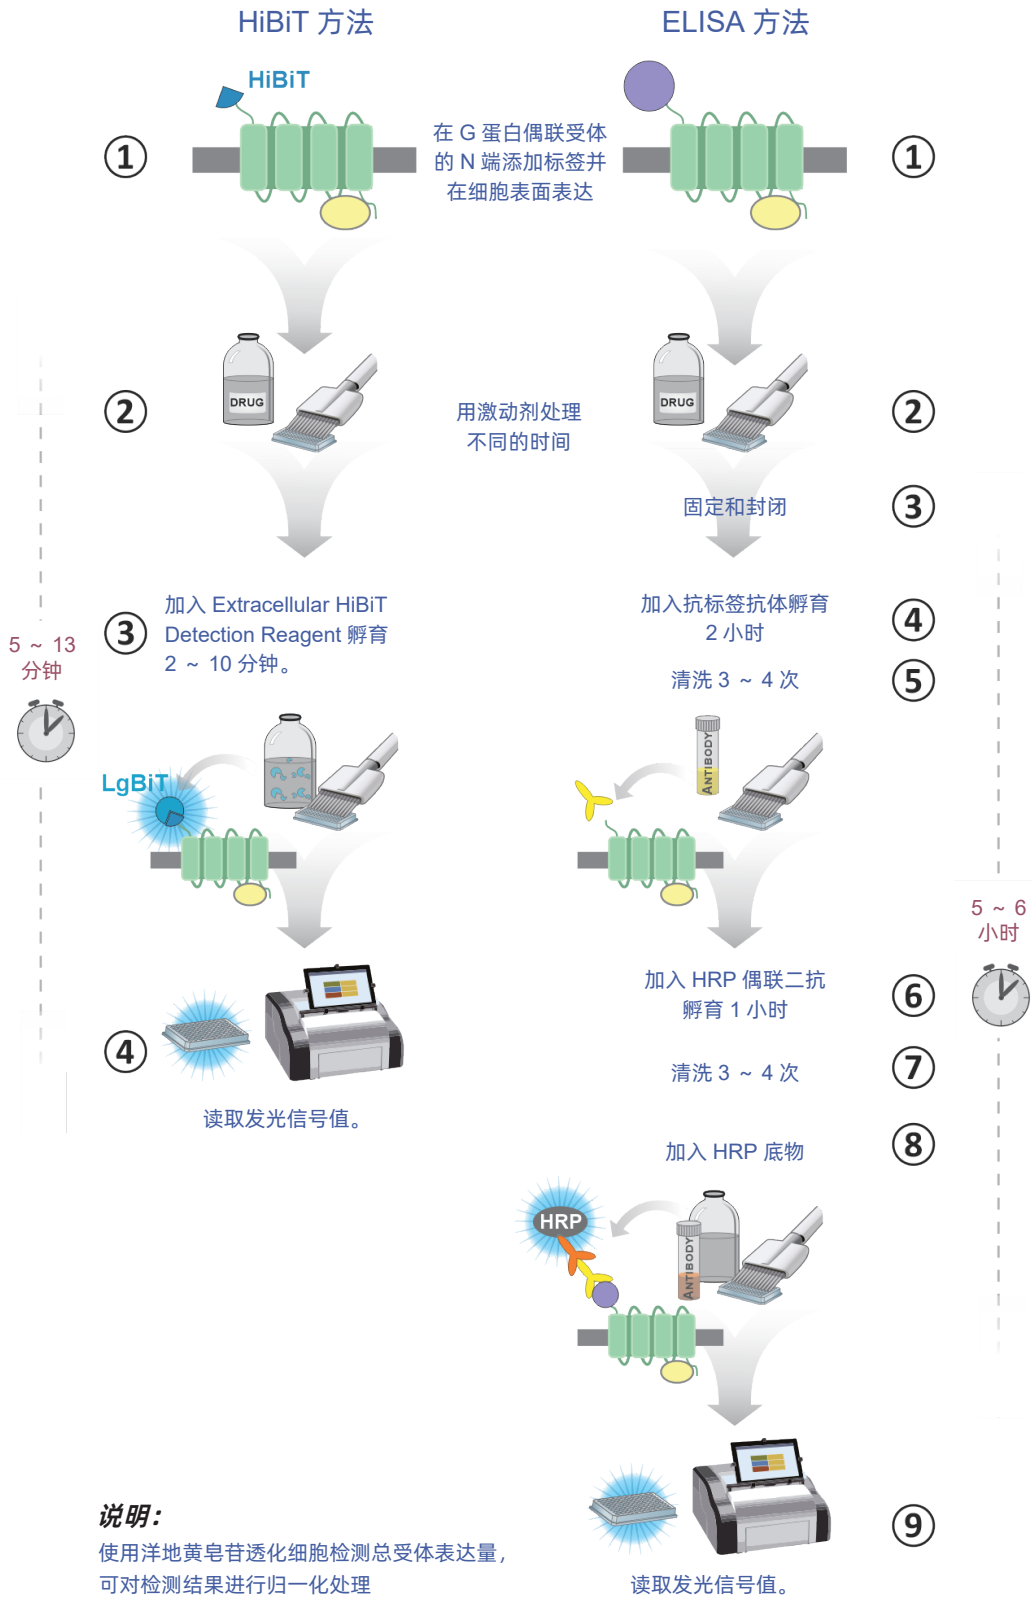 HiBiT 方法
ELISA 方法
HiBiT
①
在 G 蛋白偶联受体
的 N 端添加标签并
在细胞表面表达
①
DRUG
②
用激动剂处理
不同的时间
DRUG
②
固定和封闭
③
5 ~ 13
分钟
③
加入 Extracellular HiBiT
Detection Reagent 孵育
2 ~ 10 分钟。
加入抗标签抗体孵育
2 小时
④
清洗 3 ~ 4 次
⑤
LgBiT
ANTIBODY
5 ~ 6
小时
加入 HRP 偶联二抗
孵育 1 小时
⑥
④
读取发光信号值。
清洗 3 ~ 4 次
⑦
加入 HRP 底物
⑧
HRP
ANTIBODY
⑨
读取发光信号值。
说明：
使用洋地黄皂苷透化细胞检测总受体表达量，
可对检测结果进行归一化处理